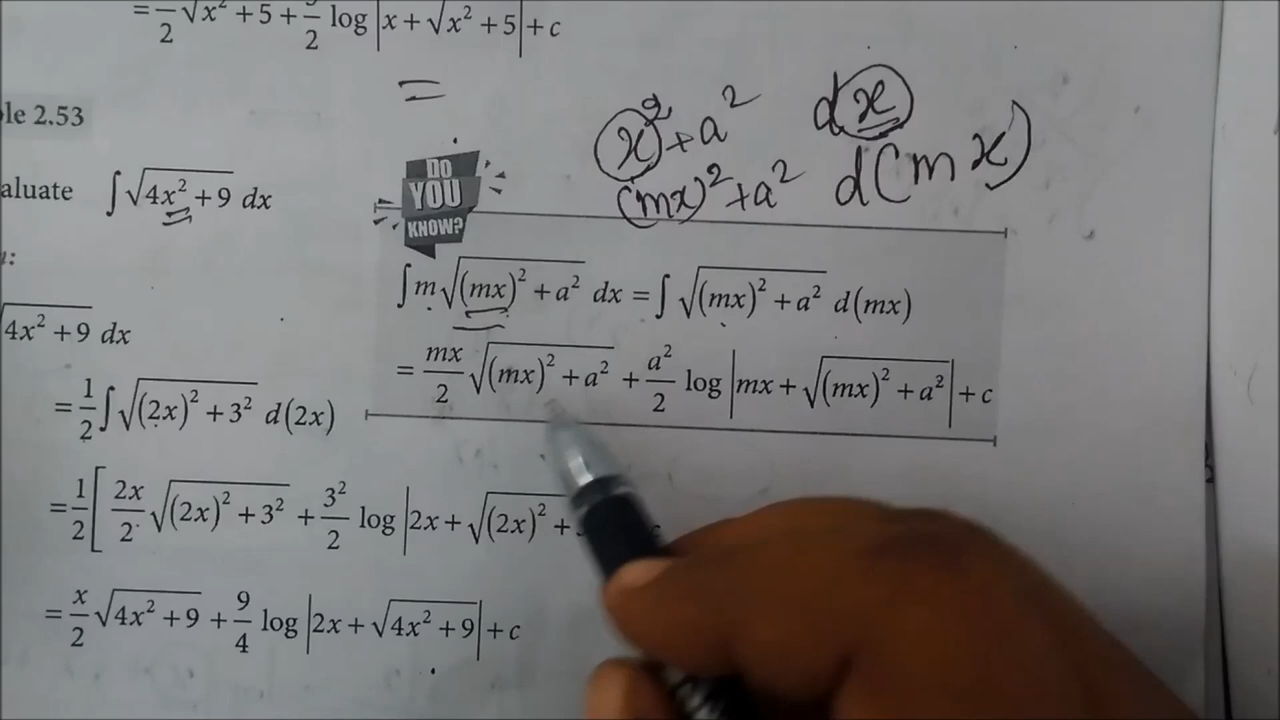 = x/2 √x² + 5 + 5/2 log |x + √x² + 5| + c
=
x² + a² dx
(mx)² + a² d(mx)
le 2.53
aluate ∫√4x² + 9 dx
DO
YOU
KNOW?
∫m√(mx)² + a² dx = ∫√(mx)² + a² d(mx)
= mx/2 √(mx)² + a² + a²/2 log |mx + √(mx)² + a²| + c
:
√4x² + 9 dx
= 1/2 ∫√(2x)² + 3² d(2x)
= 1/2 [2x/2 √(2x)² + 3² + 3²/2 log |2x + √(2x)² +
= x/2 √4x² + 9 + 9/4 log |2x + √4x² + 9| + c